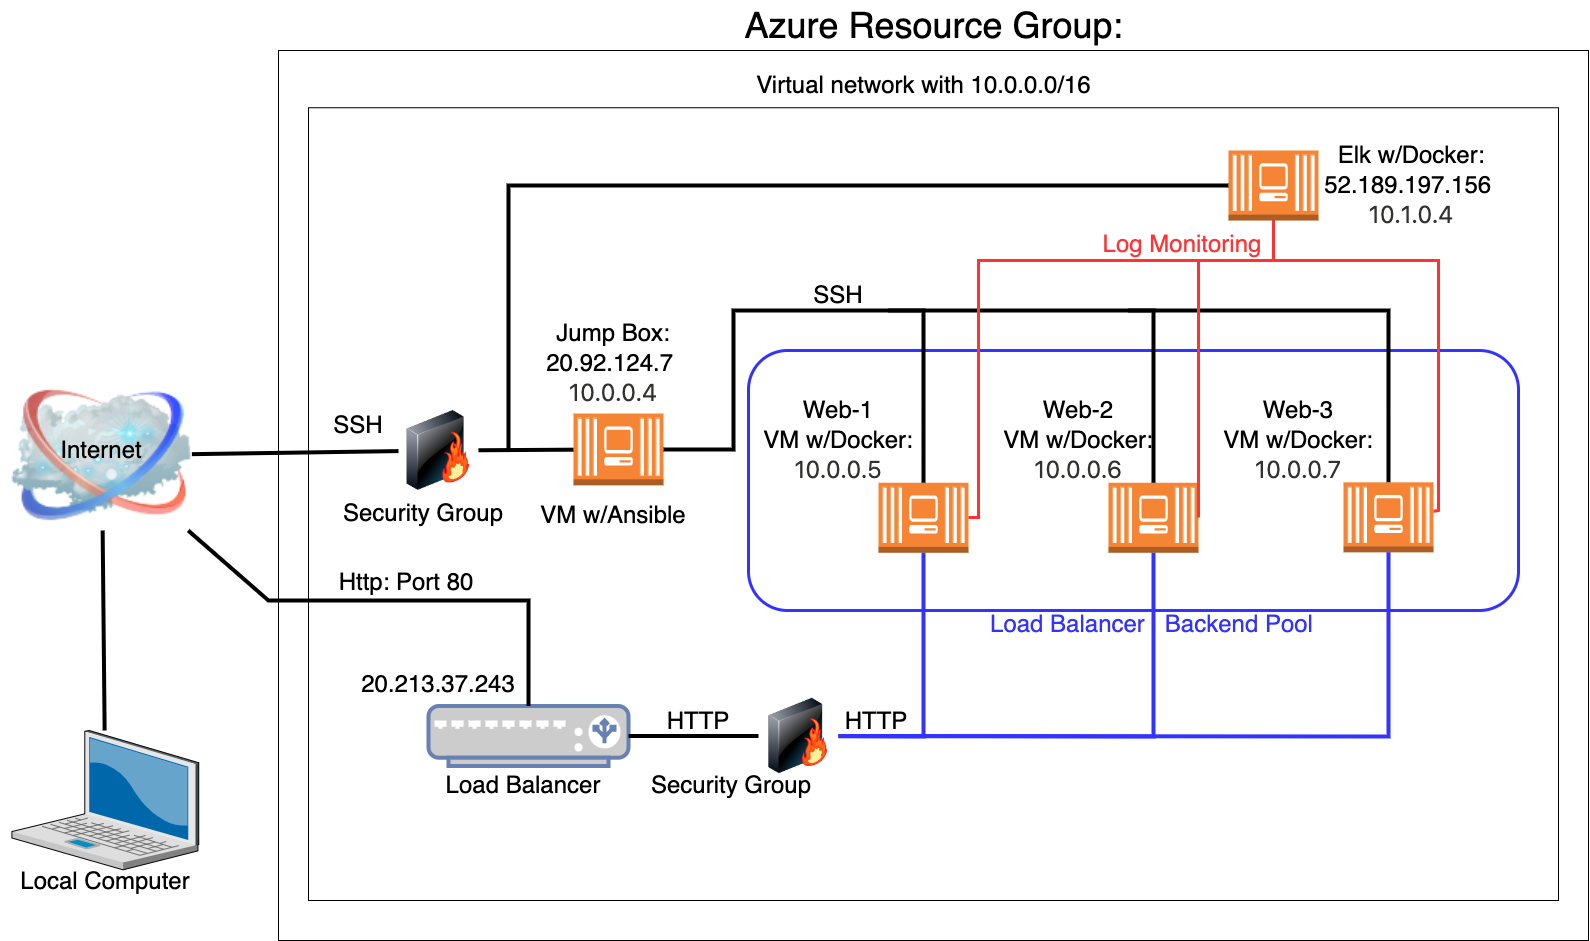 Azure Resource Group:
Virtual network with 10.0.0.0/16
Elk w/Docker:
52.189.197.156
10.1.0.4
Log Monitoring
SSH
Jump Box:
20.92.124.7
10.0.0.4
VM w/Ansible
SSH
Security Group
Internet
Web-1
VM w/Docker:
10.0.0.5
Web-2
VM w/Docker:
10.0.0.6
Web-3
VM w/Docker:
10.0.0.7
Load Balancer Backend Pool
Http: Port 80
20.213.37.243
Load Balancer
HTTP
Security Group
HTTP
Local Computer